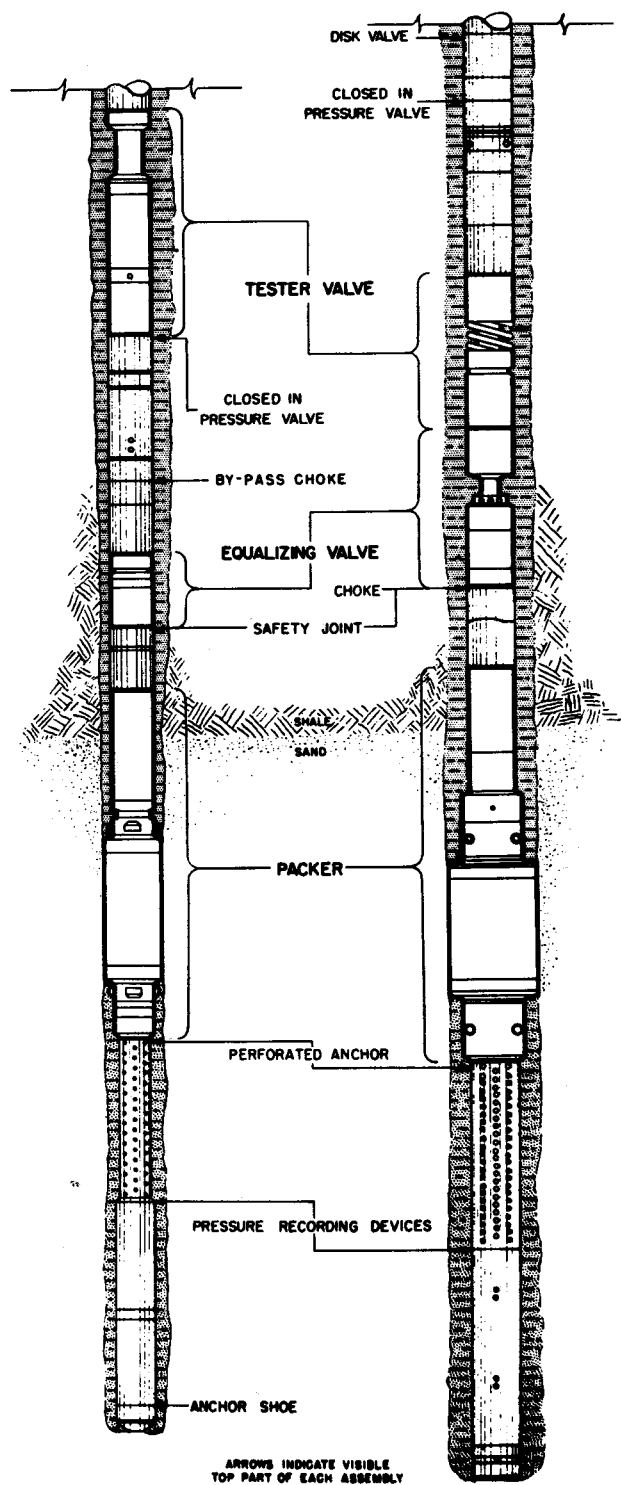 DISK VALVE
CLOSED IN
PRESSURE VALVE
TESTER VALVE
CLOSED IN
PRESSURE VALVE
BY-PASS CHOKE
EQUALIZING VALVE
CHOKE
SAFETY JOINT
SHALE
SAND
PACKER
PERFORATED ANCHOR
PRESSURE RECORDING DEVICES
ANCHOR SHOE
ARROWS INDICATE VISIBLE
TOP PART OF EACH ASSEMBLY